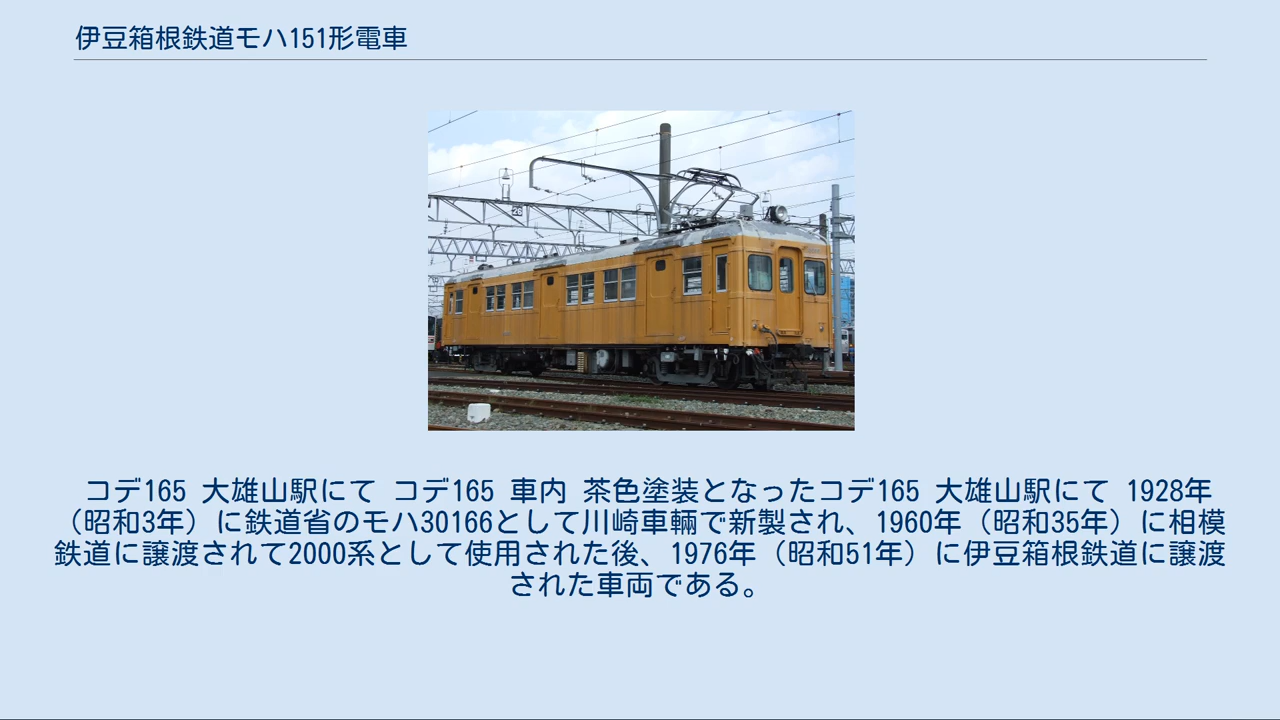 伊豆箱根鉄道モハ151形電車
26
コデ165 大雄山駅にて コデ165 車内 茶色塗装となったコデ165 大雄山駅にて 1928年
（昭和3年）に鉄道省のモハ30166として川崎車輛で新製され、1960年（昭和35年）に相模
鉄道に譲渡されて2000系として使用された後、1976年（昭和51年）に伊豆箱根鉄道に譲渡
された車両である。